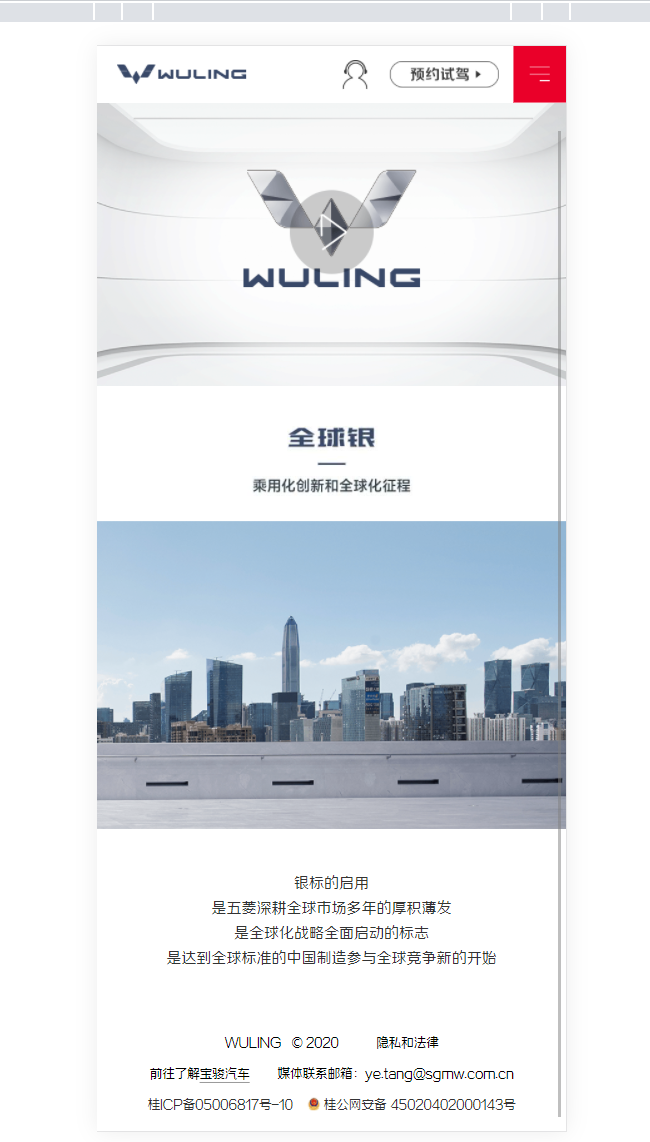 WULING
预约试驾
WULING
全球银
乘用化创新和全球化征程
银标的启用
是五菱深耕全球市场多年的厚积薄发
是全球化战略全面启动的标志
是达到全球标准的中国制造参与全球竞争新的开始
WULING © 2020 隐私和法律
前往了解宝骏汽车 媒体联系邮箱：ye.tang@sgmw.com.cn
桂ICP备05006817号-10 桂公网安备 45020402000143号